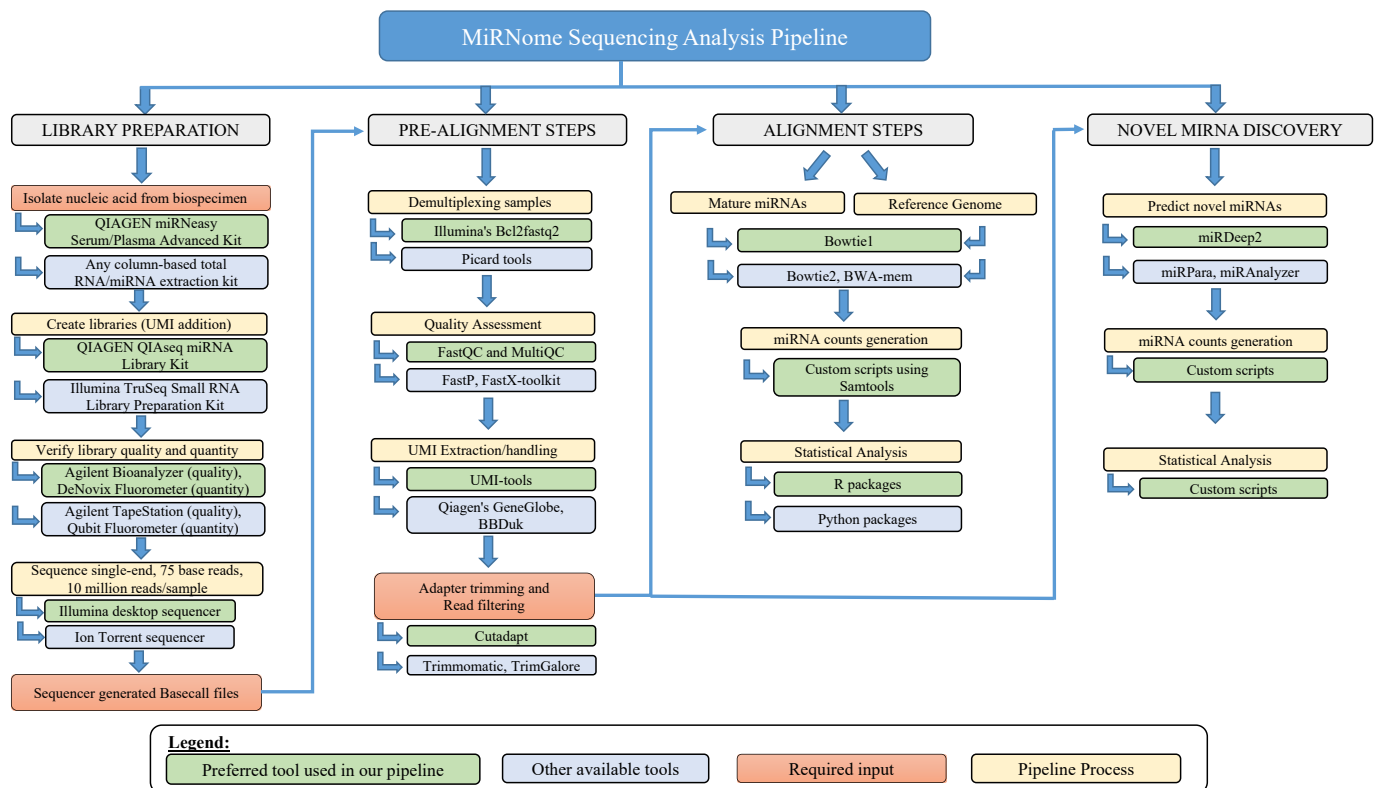 MiRNome Sequencing Analysis Pipeline
LIBRARY PREPARATION
Isolate nucleic acid from biospecimen
QIAGEN miRNeasy
Serum/Plasma Advanced Kit
Any column-based total
RNA/miRNA extraction kit
Create libraries (UMI addition)
QIAGEN QIAseq miRNA
Library Kit
Illumina TruSeq Small RNA
Library Preparation Kit
Verify library quality and quantity
Agilent Bioanalyzer (quality),
DeNovix Fluorometer (quantity)
Agilent TapeStation (quality),
Qubit Fluorometer (quantity)
Sequence single-end, 75 base reads,
10 million reads/sample
Illumina desktop sequencer
Ion Torrent sequencer
Sequencer generated Basecall files
PRE-ALIGNMENT STEPS
Demultiplexing samples
Illumina's Bcl2fastq2
Picard tools
Quality Assessment
FastQC and MultiQC
FastP, FastX-toolkit
UMI Extraction/handling
UMI-tools
Qiagen's GeneGlobe,
BBDuk
Adapter trimming and
Read filtering
Cutadapt
Trimmomatic, TrimGalore
ALIGNMENT STEPS
Mature miRNAs
Reference Genome
Bowtie1
Bowtie2, BWA-mem
miRNA counts generation
Custom scripts using
Samtools
Statistical Analysis
R packages
Python packages
NOVEL MIRNA DISCOVERY
Predict novel miRNAs
miRDeep2
miRPara, miRAnalyzer
miRNA counts generation
Custom scripts
Statistical Analysis
Custom scripts
Legend:
Preferred tool used in our pipeline
Other available tools
Required input
Pipeline Process